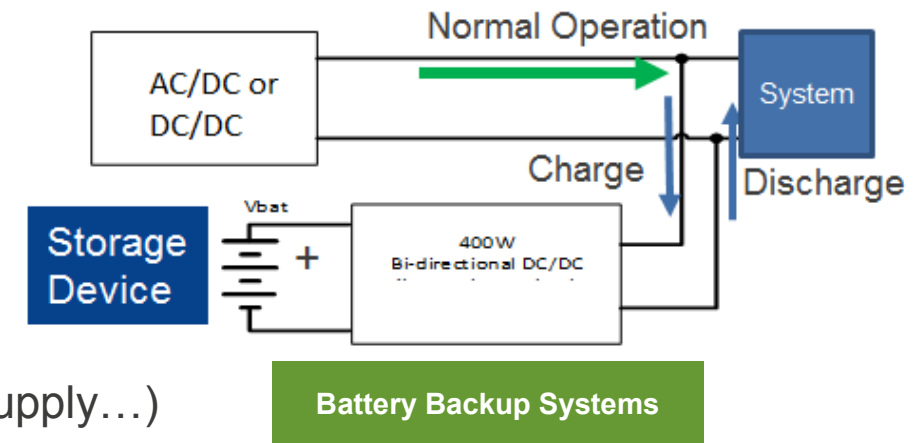 Normal Operation
AC/DC or
DC/DC
System
Charge
Discharge
Vbat
Storage
Device
+
400W
Bi-directional DC/DC
upply…)
Battery Backup Systems